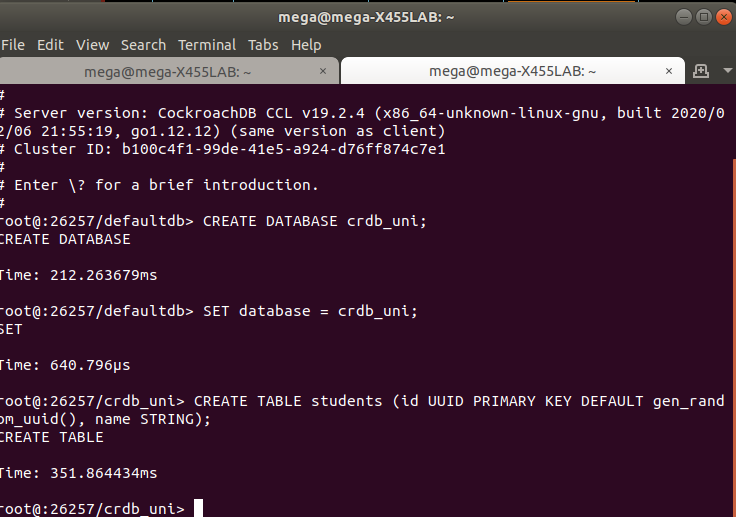 mega@mega-X455LAB: ~
File Edit View Search Terminal Tabs Help
mega@mega-X455LAB: ~ × mega@mega-X455LAB: ~ ×
#
# Server version: CockroachDB CCL v19.2.4 (x86_64-unknown-linux-gnu, built 2020/0
2/06 21:55:19, go1.12.12) (same version as client)
# Cluster ID: b100c4f1-99de-41e5-a924-d76ff874c7e1
#
# Enter \? for a brief introduction.
#
root@:26257/defaultdb> CREATE DATABASE crdb_uni;
CREATE DATABASE
Time: 212.263679ms
root@:26257/defaultdb> SET database = crdb_uni;
SET
Time: 640.796µs
root@:26257/crdb_uni> CREATE TABLE students (id UUID PRIMARY KEY DEFAULT gen_rand
om_uuid(), name STRING);
CREATE TABLE
Time: 351.864434ms
root@:26257/crdb_uni>